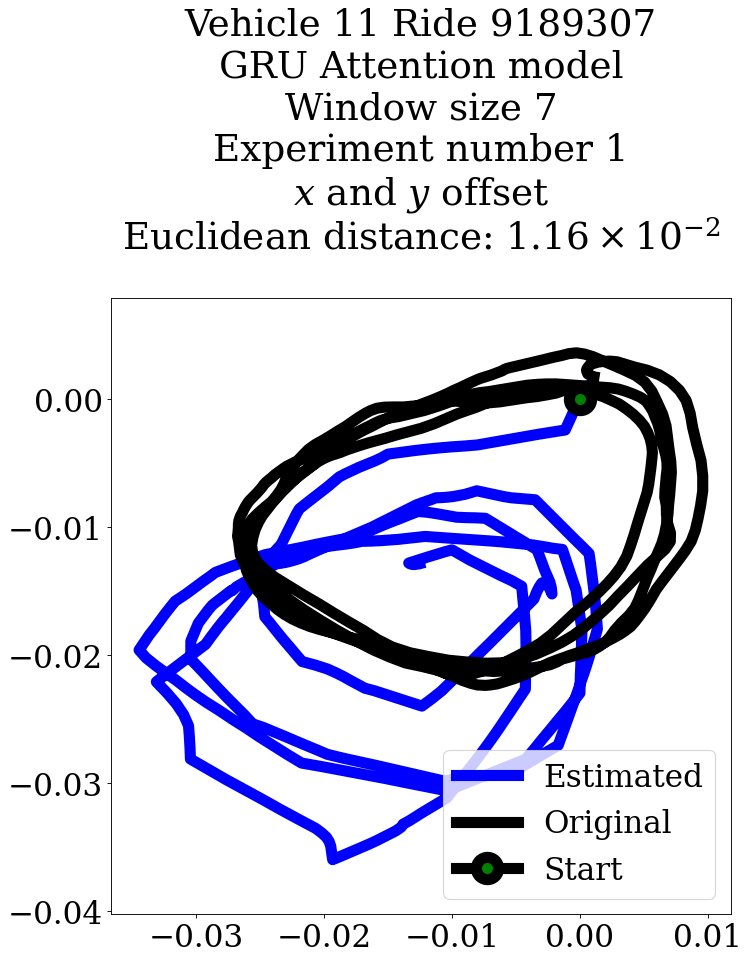 Vehicle 11 Ride 9189307
GRU Attention model
Window size 7
Experiment number 1
x and y offset
Euclidean distance: 1.16 × 10⁻²
0.00
−0.01
−0.02
−0.03
−0.04
Estimated
Original
Start
−0.03 −0.02 −0.01 0.00 0.01